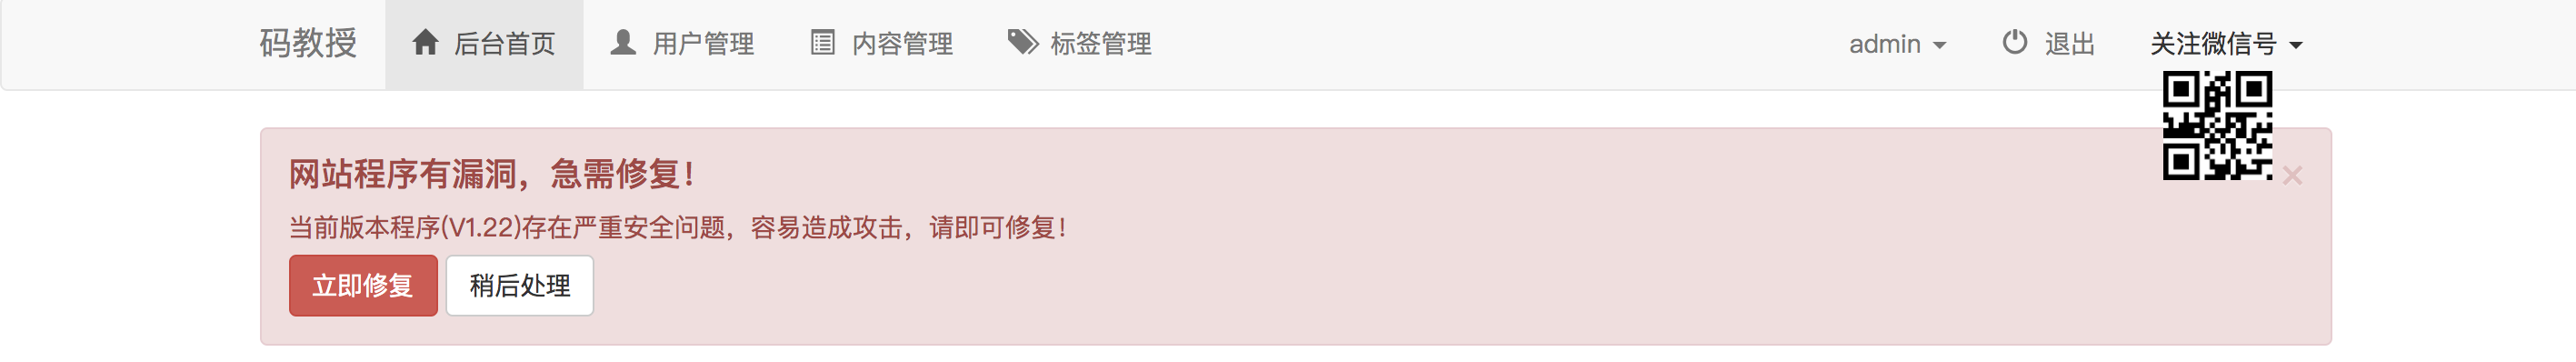 码教授 后台首页 用户管理 内容管理 标签管理 admin 退出 关注微信号
网站程序有漏洞，急需修复！
当前版本程序(V1.22)存在严重安全问题，容易造成攻击，请即可修复！
立即修复 稍后处理